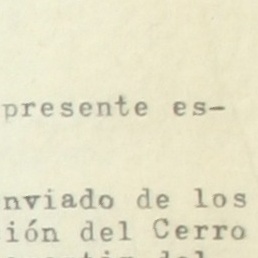 presente es-
nviado de los
ión del Cerro